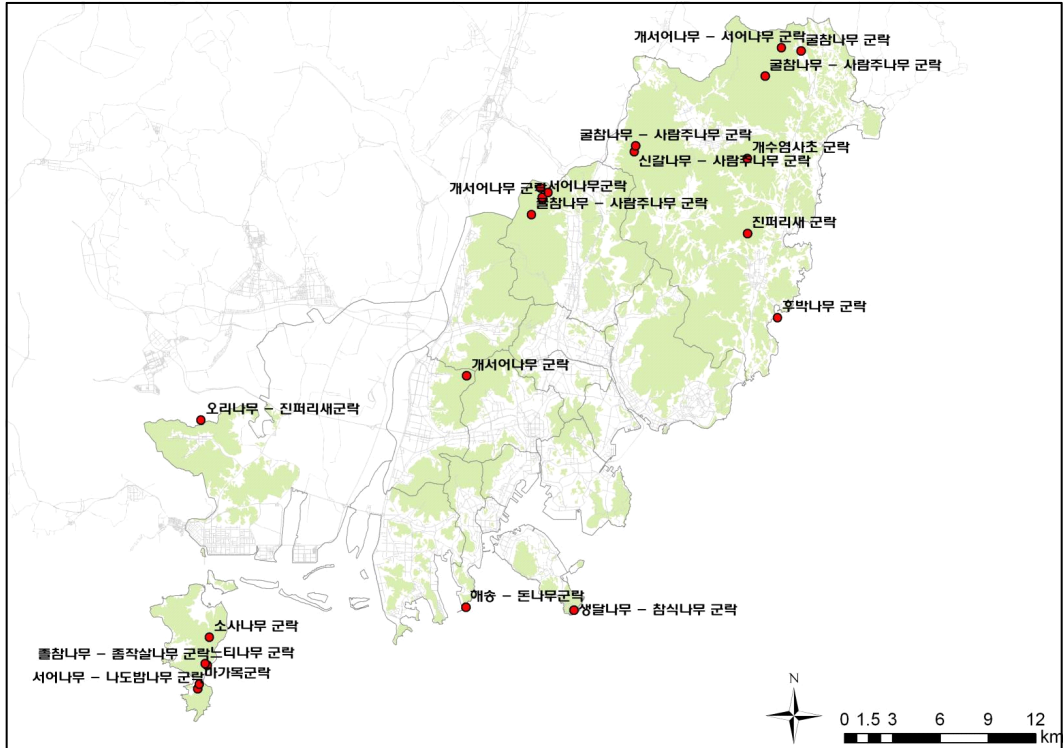 개서어나무 - 서어나무 군락
굴참나무 군락
굴참나무 - 사람주나무 군락
굴참나무 - 사람주나무 군락
개수염사초 군락
신갈나무 - 사람주나무 군락
개서어나무 군락
서어나무군락
굴참나무 - 사람주나무 군락
진퍼리새 군락
후박나무 군락
개서어나무 군락
오리나무 - 진퍼리새군락
해송 - 돈나무군락
생달나무 - 참식나무 군락
소사나무 군락
졸참나무 - 좀작살나무 군락
느티나무 군락
마가목군락
서어나무 - 나도밤나무 군락
N
0 1.5 3 6 9 12
km